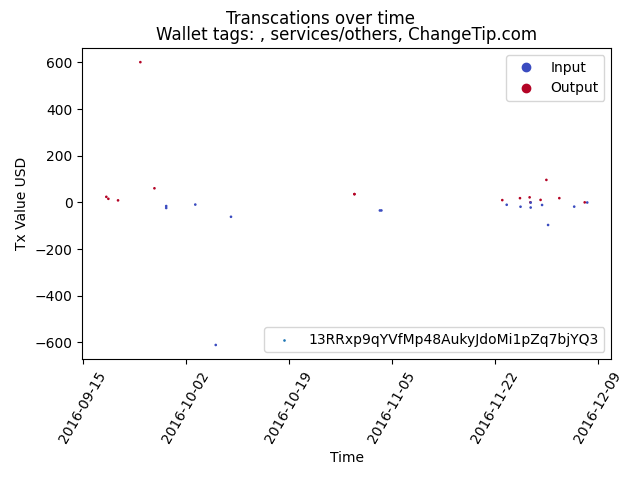 Transcations over time
Wallet tags: , services/others, ChangeTip.com
Input
Output
600
400
200
0
−200
−400
−600
Tx Value USD
13RRxp9qYVfMp48AukyJdoMi1pZq7bjYQ3
2016-09-15
2016-10-02
2016-10-19
2016-11-05
2016-11-22
2016-12-09
Time